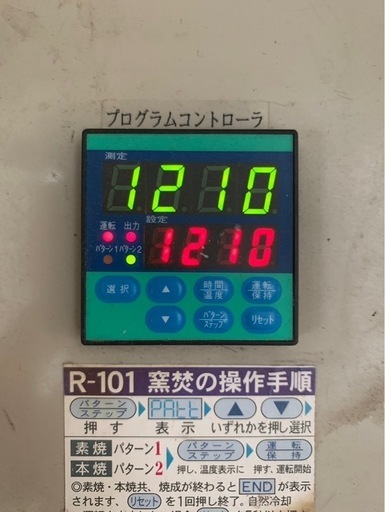 プログラムコントローラ
測定
1210
運転 出力 設定
パターン1 パターン2 1210
選択 ▲ 時間/温度 運転/保持
▼ パターン/ステップ リセット
R-101 窯焚の操作手順
パターン/ステップ PAtt ▲ ▼
押す 表示 いずれかを押し選択
素焼 パターン1 パターン/ステップ 運転/保持
本焼 パターン2 押し、温度表示に 押す、運転開始
◎素焼・本焼共、焼成が終わると END が表示
されます、リセット を1回押し終了。自然冷却